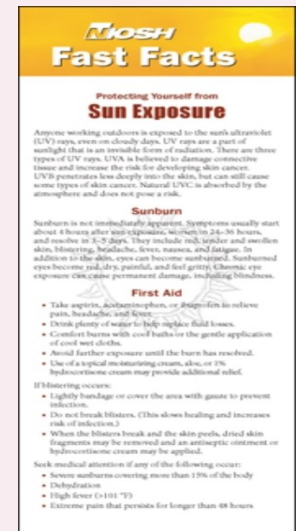 NIOSH
Fast Facts
Protecting Yourself from
Sun Exposure
Anyone working outdoors is exposed to the sun's ultraviolet
(UV) rays, even on cloudy days. UV rays are a part of
sunlight that is an invisible form of radiation. There are three
types of UV rays. UVA is believed to damage connective
tissue and increase the risk for developing skin cancer.
UVB penetrates less deeply into the skin, but can still cause
some types of skin cancer. Natural UVC is absorbed by the
atmosphere and does not pose a risk.
Sunburn
Sunburn is not immediately apparent. Symptoms usually start
about 4 hours after sun exposure, worsen in 24–36 hours,
and resolve in 3–5 days. They include red, tender and swollen
skin, blistering, headache, fever, nausea, and fatigue. In
addition to the skin, eyes can become sunburned. Sunburned
eyes become red, dry, painful, and feel gritty. Chronic eye
exposure can cause permanent damage, including blindness.
First Aid
• Take aspirin, acetaminophen, or ibuprofen to relieve
pain, headache, and fever.
• Drink plenty of water to help replace fluid losses.
• Comfort burns with cool baths or the gentle application
of cool wet cloths.
• Avoid further exposure until the burn has resolved.
• Use of a topical moisturizing cream, aloe, or 1%
hydrocortisone cream may provide additional relief.
If blistering occurs:
• Lightly bandage or cover the area with gauze to prevent
infection.
• Do not break blisters. (This slows healing and increases
risk of infection.)
• When the blisters break and the skin peels, dried skin
fragments may be removed and an antiseptic ointment or
hydrocortisone cream may be applied.
Seek medical attention if any of the following occur:
• Severe sunburns covering more than 15% of the body
• Dehydration
• High fever (>101 °F)
• Extreme pain that persists for longer than 48 hours